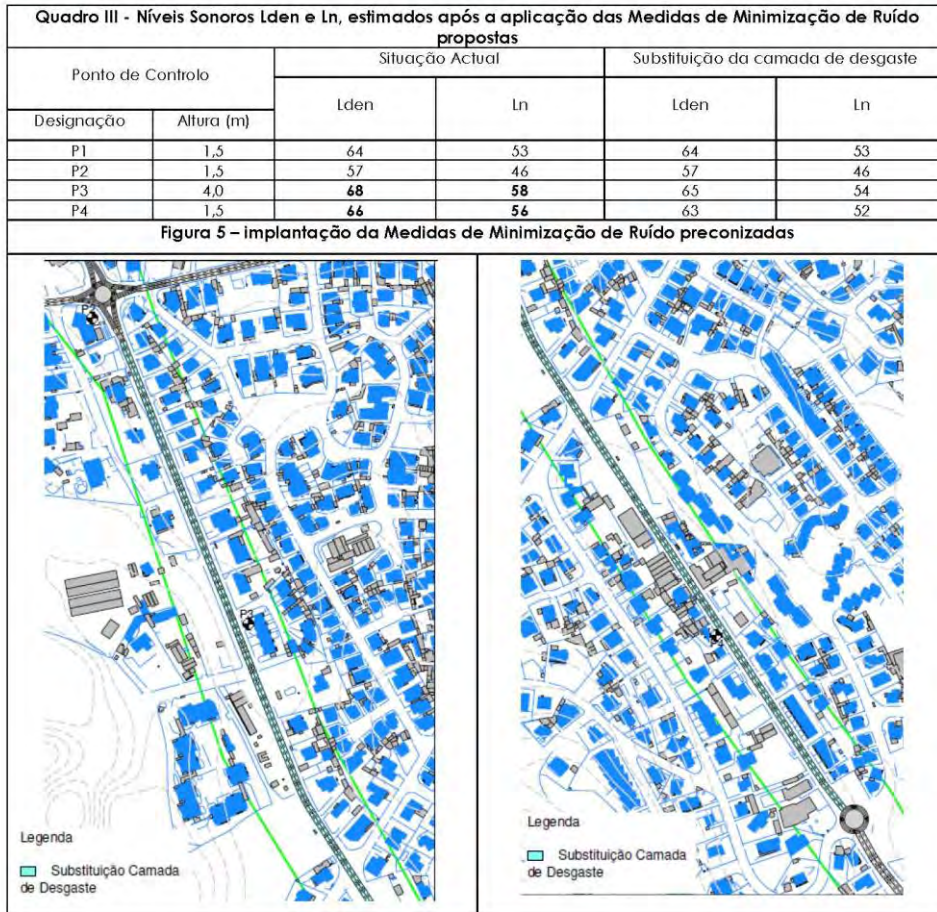 Quadro III - Níveis Sonoros Lden e Ln, estimados após a aplicação das Medidas de Minimização de Ruído
propostas
Ponto de Controlo Situação Actual Substituição da camada de desgaste
Designação Altura (m) Lden Ln Lden Ln
P1 1,5 64 53 64 53
P2 1,5 57 46 57 46
P3 4,0 68 58 65 54
P4 1,5 66 56 63 52
Figura 5 – implantação da Medidas de Minimização de Ruído preconizadas
Legenda
Substituição Camada
de Desgaste
Legenda
Substituição Camada
de Desgaste